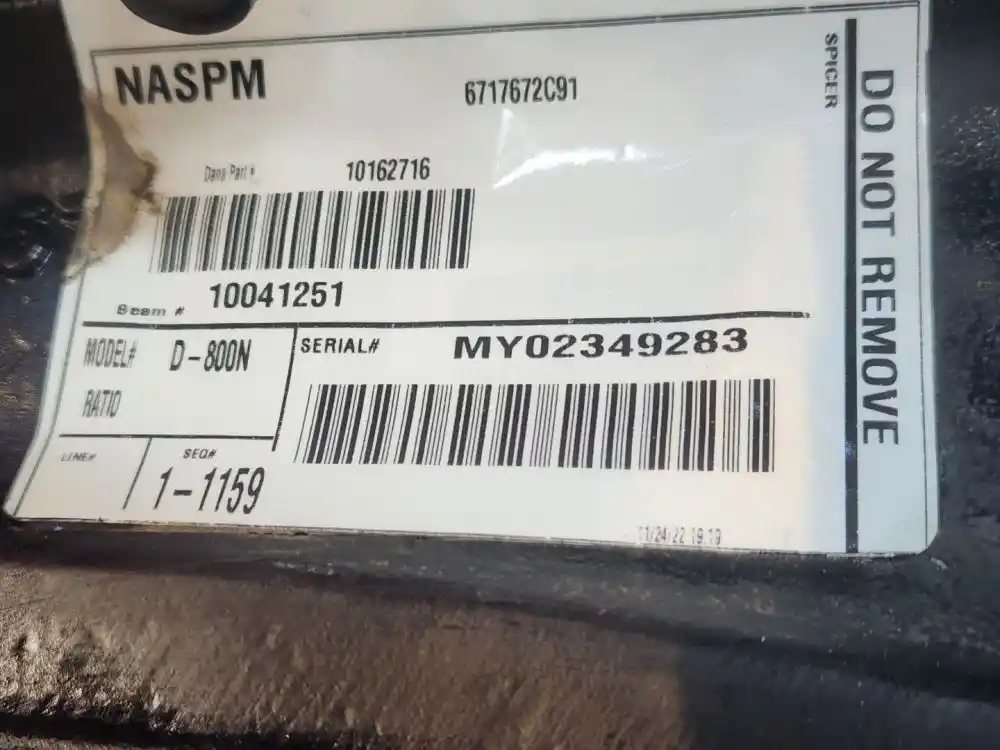 NASPM 6717672C91
Dana Part # 10162716
Beam # 10041251
MODEL# D-800N
RATIO
SERIAL# MY02349283
LINE# SEQ#
1-1159
11/24/22 19:19
SPICER
DO NOT REMOVE